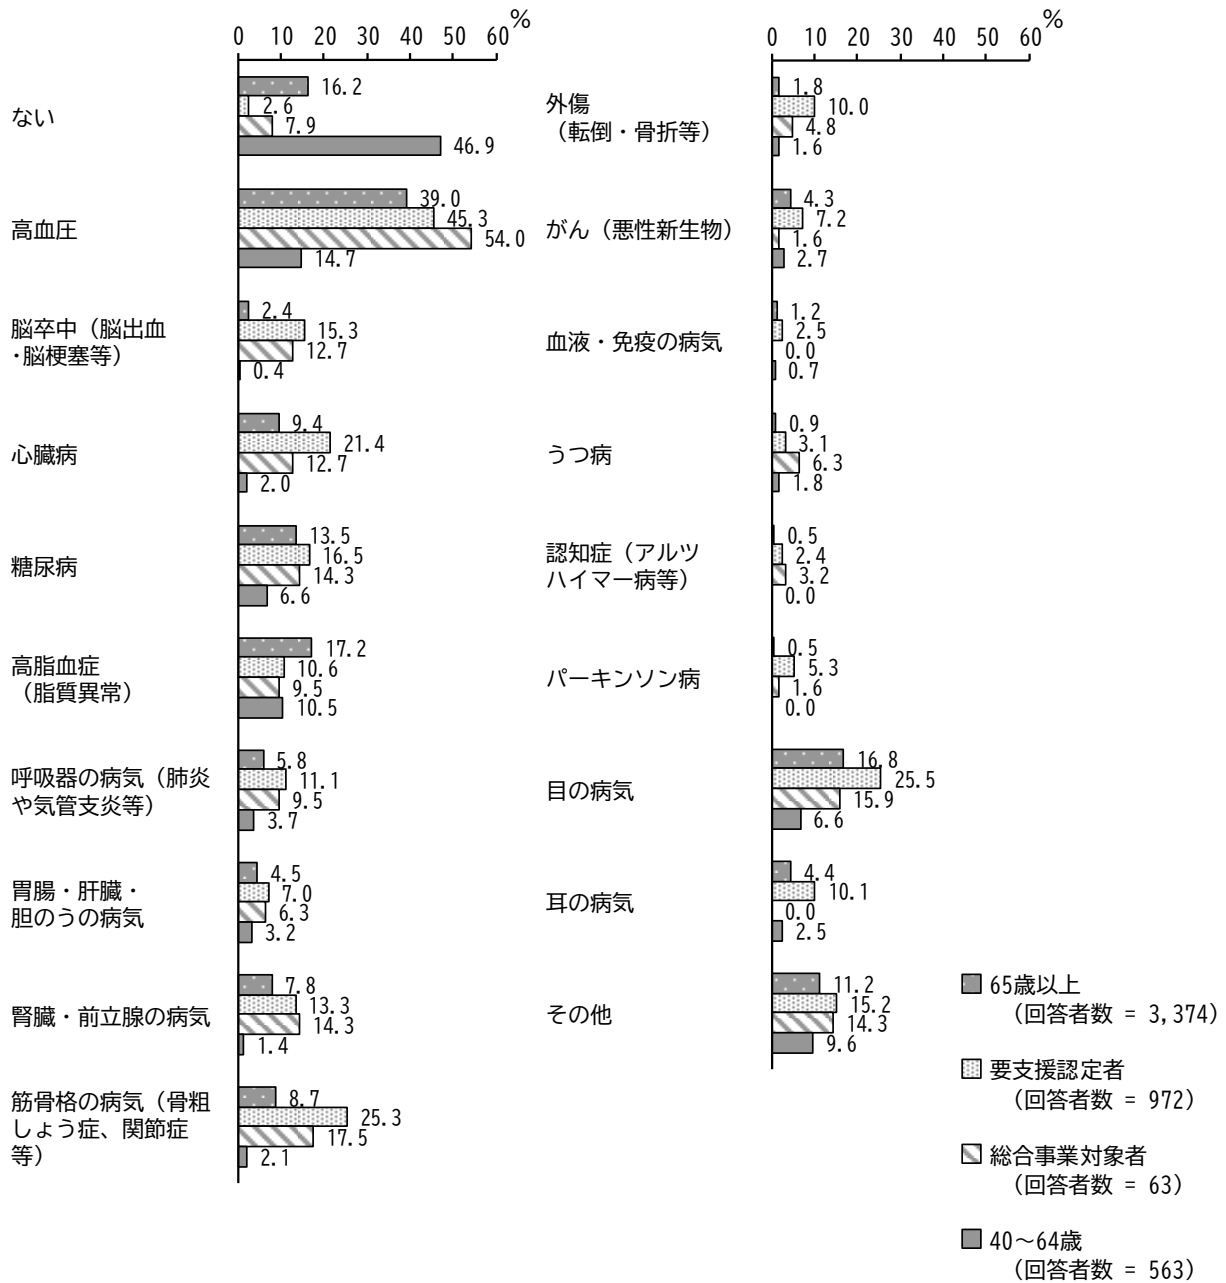 %
0 10 20 30 40 50 60
ない
16.2
2.6
7.9
46.9
高血圧
39.0
45.3
54.0
14.7
脳卒中（脳出血
・脳梗塞等）
2.4
15.3
12.7
0.4
心臓病
9.4
21.4
12.7
2.0
糖尿病
13.5
16.5
14.3
6.6
高脂血症
（脂質異常）
17.2
10.6
9.5
10.5
呼吸器の病気（肺炎
や気管支炎等）
5.8
11.1
9.5
3.7
胃腸・肝臓・
胆のうの病気
4.5
7.0
6.3
3.2
腎臓・前立腺の病気
7.8
13.3
14.3
1.4
筋骨格の病気（骨粗
しょう症、関節症
等）
8.7
25.3
17.5
2.1
%
0 10 20 30 40 50 60
外傷
（転倒・骨折等）
1.8
10.0
4.8
1.6
がん（悪性新生物）
4.3
7.2
1.6
2.7
血液・免疫の病気
1.2
2.5
0.0
0.7
うつ病
0.9
3.1
6.3
1.8
認知症（アルツ
ハイマー病等）
0.5
2.4
3.2
0.0
パーキンソン病
0.5
5.3
1.6
0.0
目の病気
16.8
25.5
15.9
6.6
耳の病気
4.4
10.1
0.0
2.5
その他
11.2
15.2
14.3
9.6
65歳以上
（回答者数 = 3,374）
要支援認定者
（回答者数 = 972）
総合事業対象者
（回答者数 = 63）
40～64歳
（回答者数 = 563）